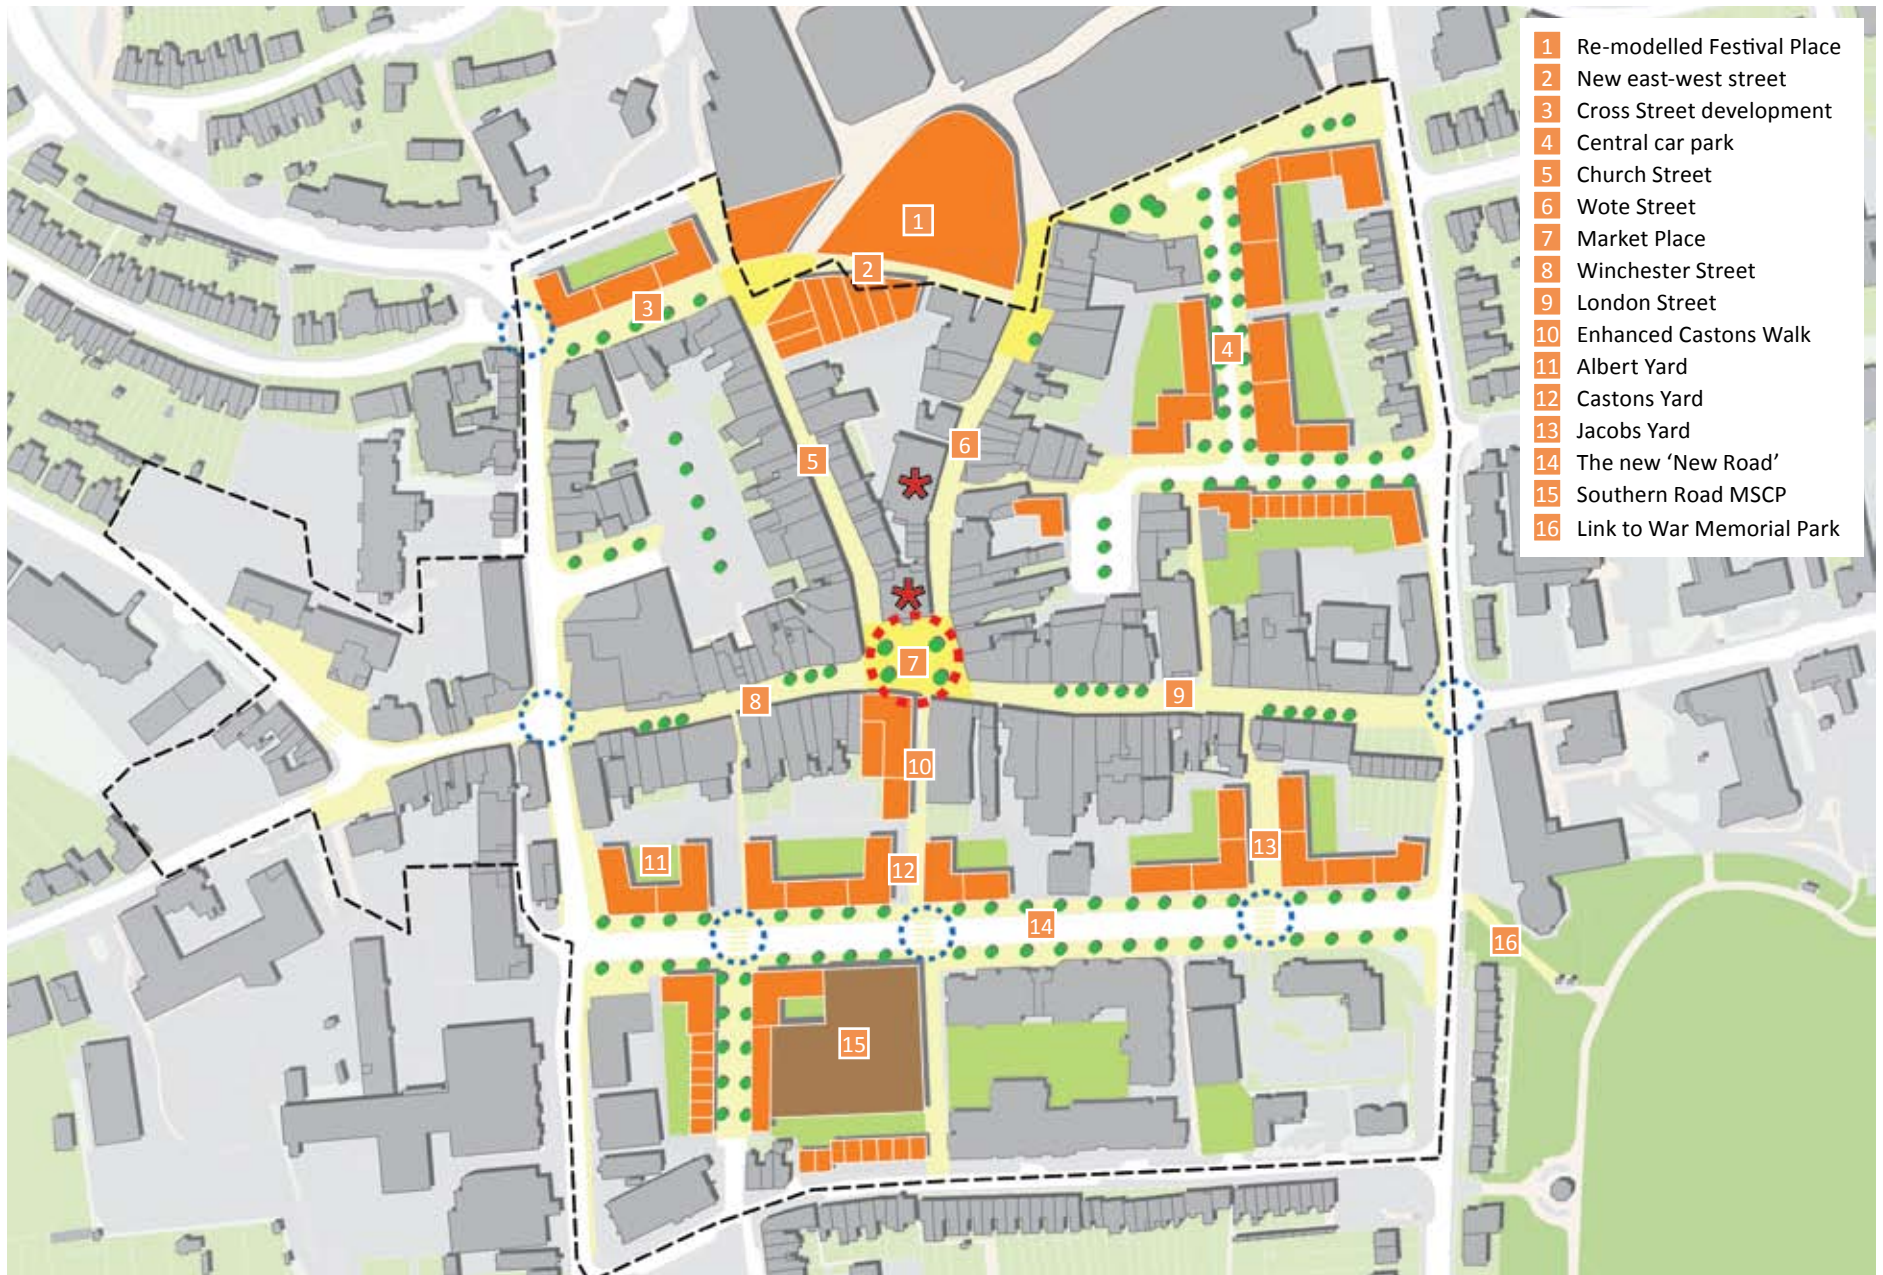 1 Re-modelled Festival Place
2 New east-west street
3 Cross Street development
4 Central car park
5 Church Street
6 Wote Street
7 Market Place
8 Winchester Street
9 London Street
10 Enhanced Castons Walk
11 Albert Yard
12 Castons Yard
13 Jacobs Yard
14 The new ‘New Road’
15 Southern Road MSCP
16 Link to War Memorial Park
1
2
3
4
5
6
7
8
9
10
11
12
13
14
16
15